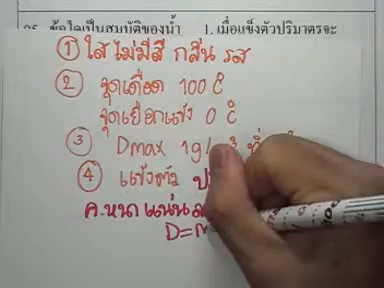 ข้อใดเป็นสมบัติของน้ำ 1. เมื่อแข็งตัวปริมาตรจะ
① ใส ไม่มีสี กลิ่น รส
② จุดเดือด 100 C̊
จุดเยือกแข็ง 0 C̊
③ Dmax 1g/
④ แข็งตัว
ค.หนาแน่น
D=